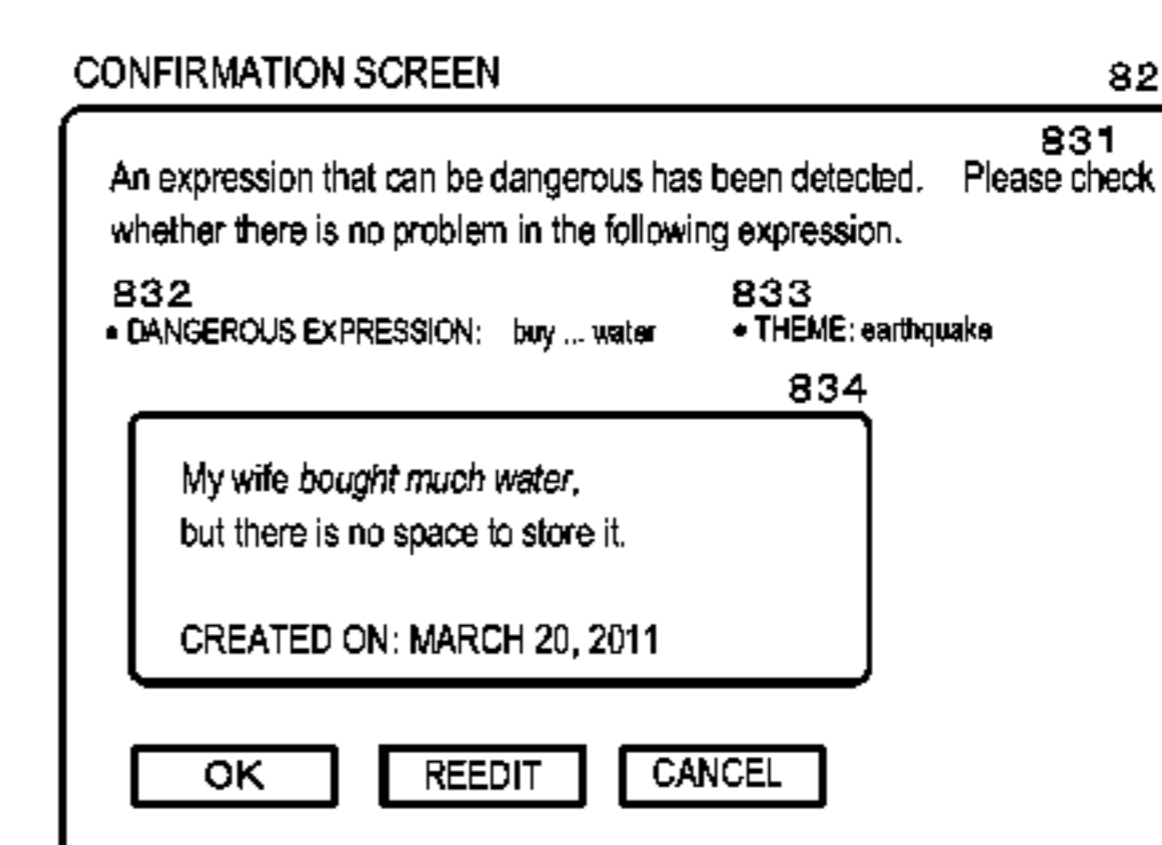 CONFIRMATION SCREEN 82
831
An expression that can be dangerous has been detected. Please check
whether there is no problem in the following expression.
832 833
• DANGEROUS EXPRESSION: buy ... water • THEME: earthquake
834
My wife bought much water,
but there is no space to store it.
CREATED ON: MARCH 20, 2011
OK REEDIT CANCEL